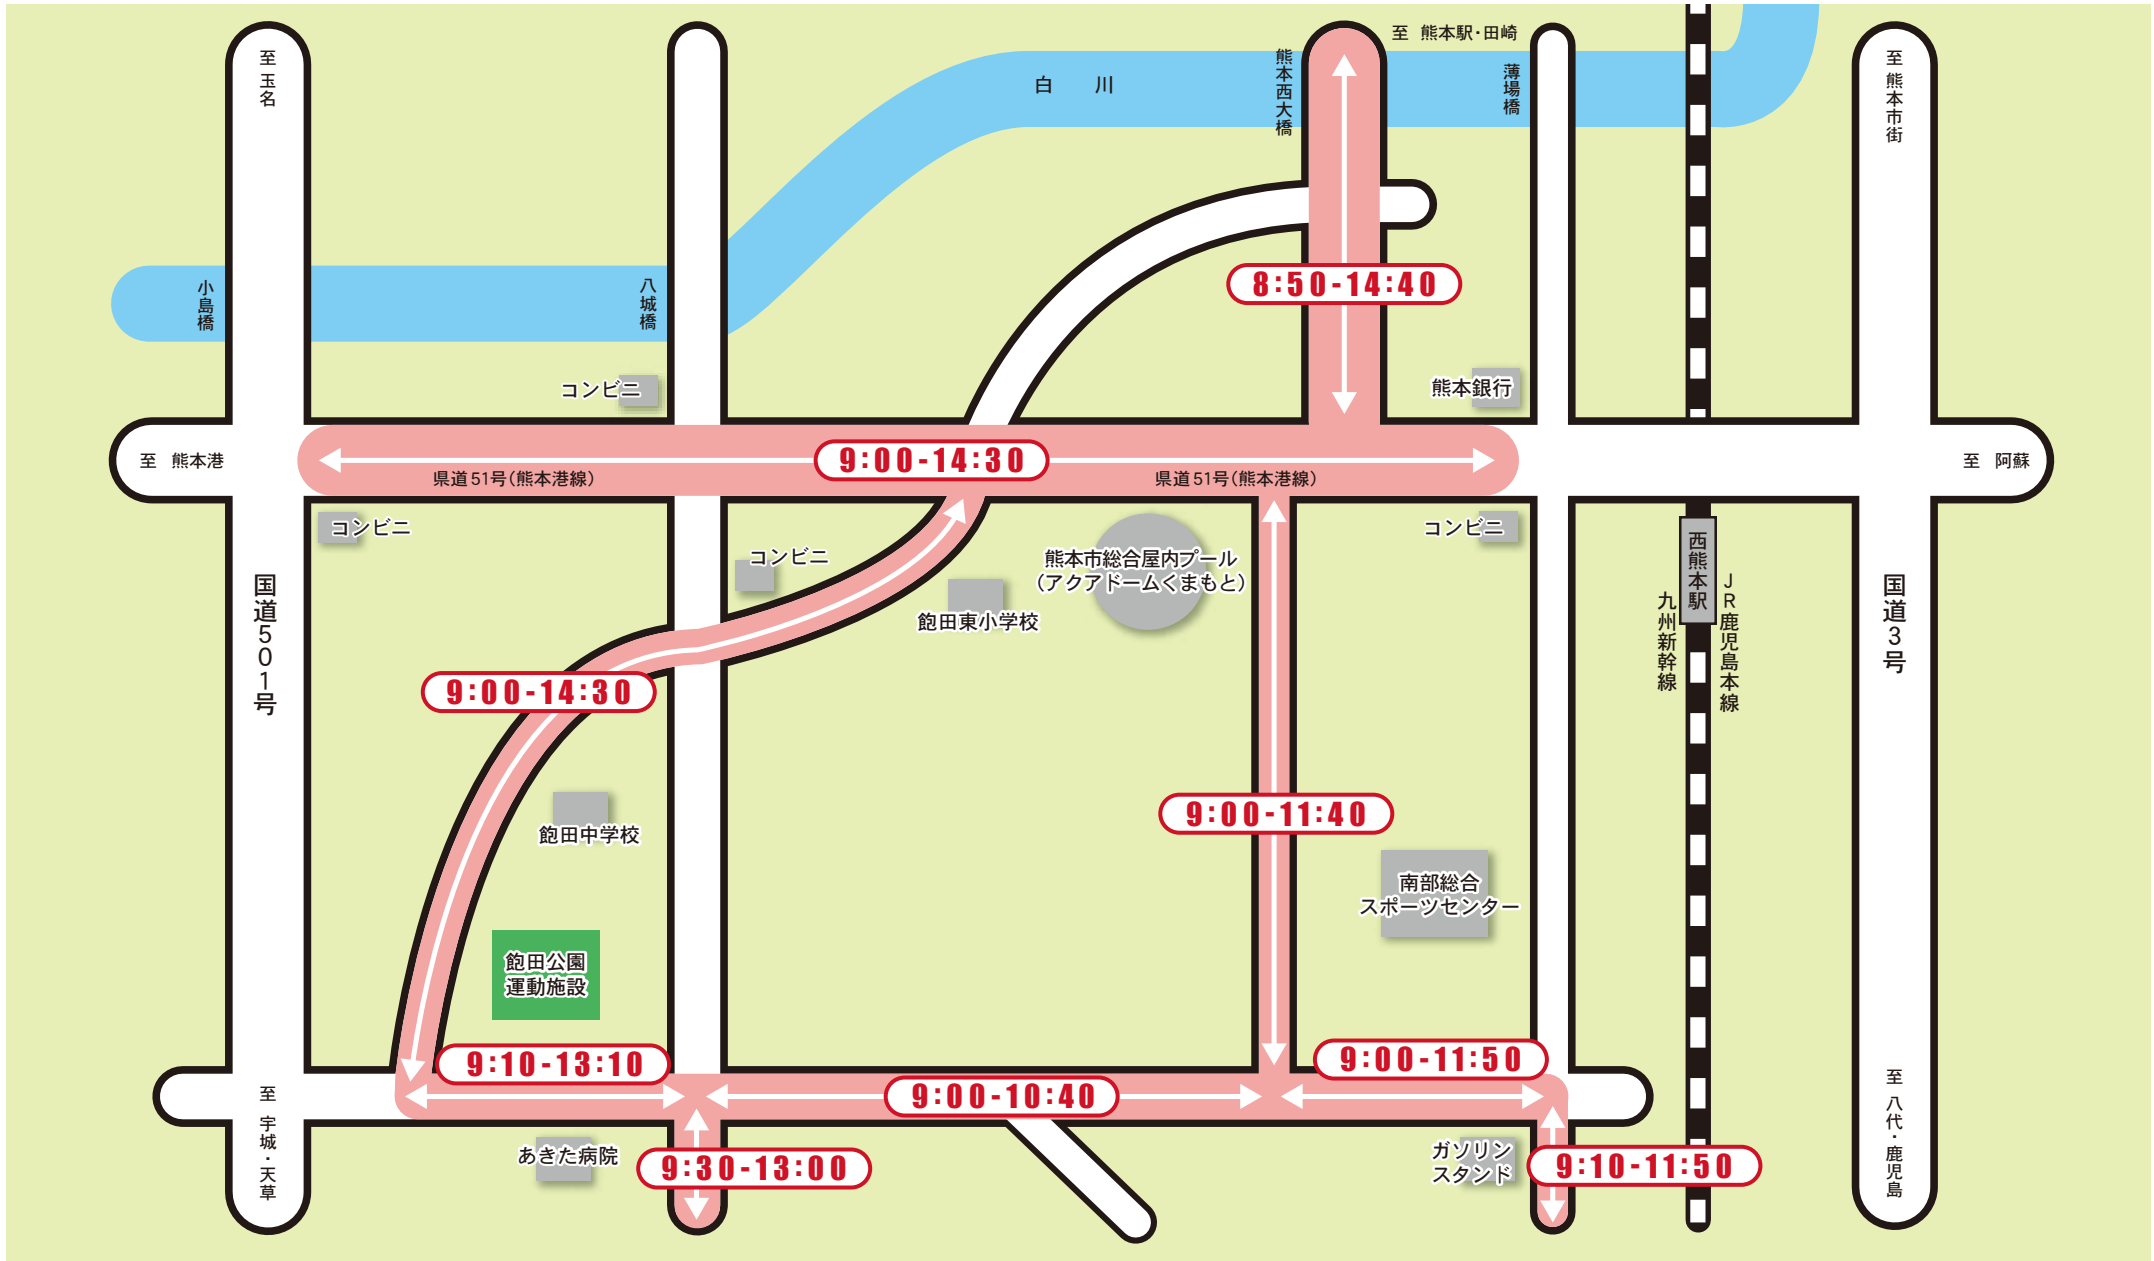 至 玉名
至 熊本駅・田崎
熊本西大橋
白川
薄場橋
至 熊本市街
小島橋
八城橋
8:50-14:40
コンビニ
熊本銀行
至 熊本港
9:00-14:30
至 阿蘇
県道51号(熊本港線)
県道51号(熊本港線)
コンビニ
コンビニ
コンビニ
熊本市総合屋内プール
(アクアドームくまもと)
飽田東小学校
西熊本駅
JR鹿児島本線
九州新幹線
国道501号
国道3号
9:00-14:30
9:00-11:40
飽田中学校
南部総合
スポーツセンター
飽田公園
運動施設
9:10-13:10
9:00-10:40
9:00-11:50
至 宇城・天草
あきた病院
9:30-13:00
ガソリン
スタンド
9:10-11:50
至 八代・鹿児島